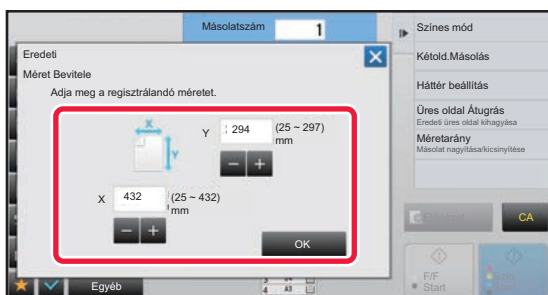 Másolatszám 1
Színes mód
Eredeti
Kétold.Másolás
Méret Bevitele
Adja meg a regisztrálandó méretet.
Háttér beállítás
Üres oldal Átugrás
Eredeti üres oldal kihagyása
X
Y
Y 294 (25 ~ 297)
mm
Méretarány
Másolat nagyítása/kicsinyítése
X 432 (25 ~ 432)
mm
CA
OK
Egyéb
F/F
Start
Start